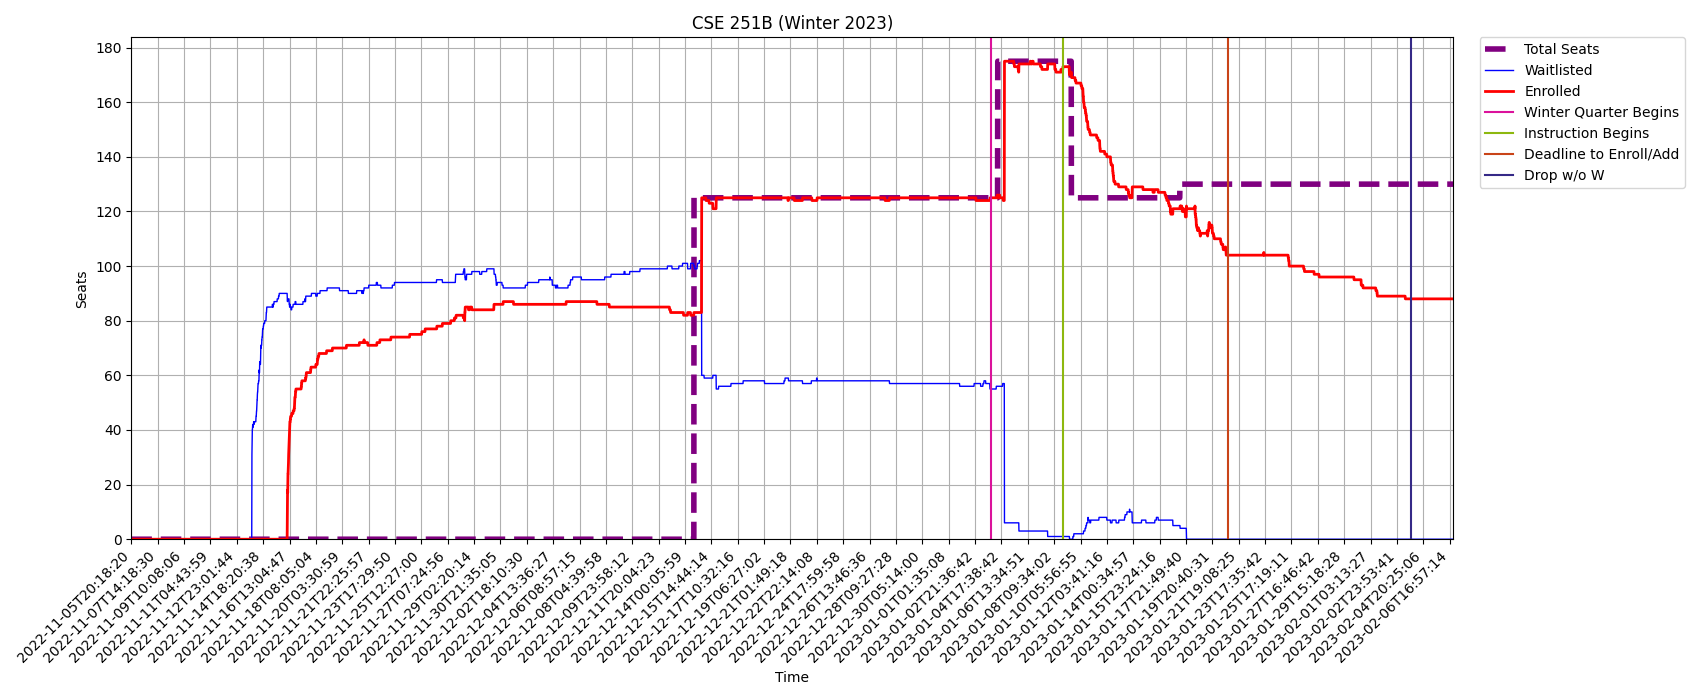 CSE 251B (Winter 2023)
Total Seats
Waitlisted
Enrolled
Winter Quarter Begins
Instruction Begins
Deadline to Enroll/Add
Drop w/o W
Seats
180
160
140
120
100
80
60
40
20
0
2022-11-05T20:18:20
2022-11-07T14:18:30
2022-11-09T10:08:06
2022-11-11T04:43:59
2022-11-12T23:01:44
2022-11-14T18:20:38
2022-11-16T13:04:47
2022-11-18T08:05:04
2022-11-20T03:30:59
2022-11-21T22:25:57
2022-11-23T17:29:50
2022-11-25T12:27:00
2022-11-27T07:24:56
2022-11-29T02:20:14
2022-11-30T21:35:05
2022-12-02T18:10:30
2022-12-04T13:36:27
2022-12-06T08:57:15
2022-12-08T04:39:58
2022-12-09T23:58:12
2022-12-11T20:04:23
2022-12-14T00:05:59
2022-12-15T14:44:14
2022-12-17T10:32:16
2022-12-19T06:27:02
2022-12-21T01:49:18
2022-12-22T22:14:08
2022-12-24T17:59:58
2022-12-26T13:46:36
2022-12-28T09:27:28
2022-12-30T05:14:00
2023-01-01T01:35:08
2023-01-02T21:36:42
2023-01-04T17:38:42
2023-01-06T13:34:51
2023-01-08T09:34:02
2023-01-10T05:56:55
2023-01-12T03:41:16
2023-01-14T00:34:57
2023-01-15T23:24:16
2023-01-17T21:49:40
2023-01-19T20:40:31
2023-01-21T19:08:25
2023-01-23T17:35:42
2023-01-25T17:19:11
2023-01-27T16:46:42
2023-01-29T15:18:28
2023-02-01T03:13:27
2023-02-02T23:53:41
2023-02-04T20:25:06
2023-02-06T16:57:14
Time